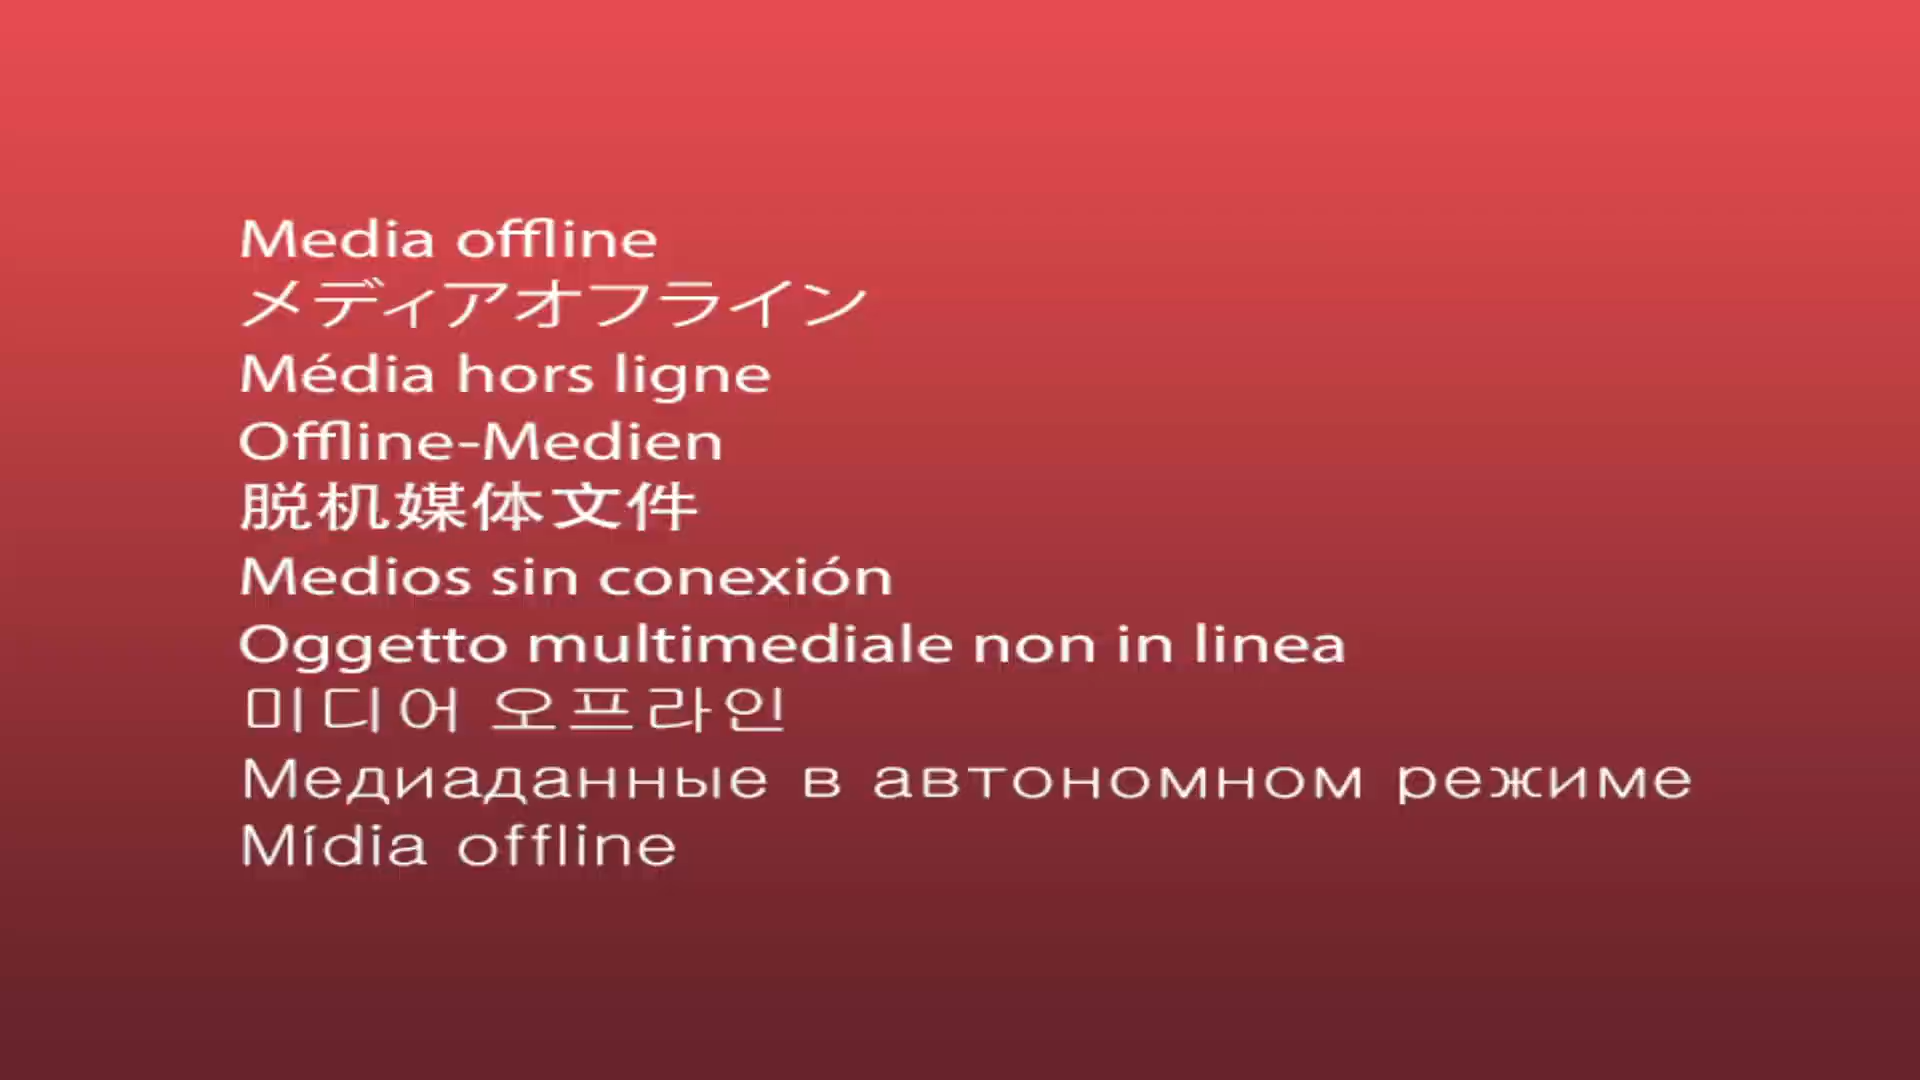 Media offline
メディアオフライン
Média hors ligne
Offline-Medien
脱机媒体文件
Medios sin conexión
Oggetto multimediale non in linea
미디어 오프라인
Медиаданные в автономном режиме
Mídia offline